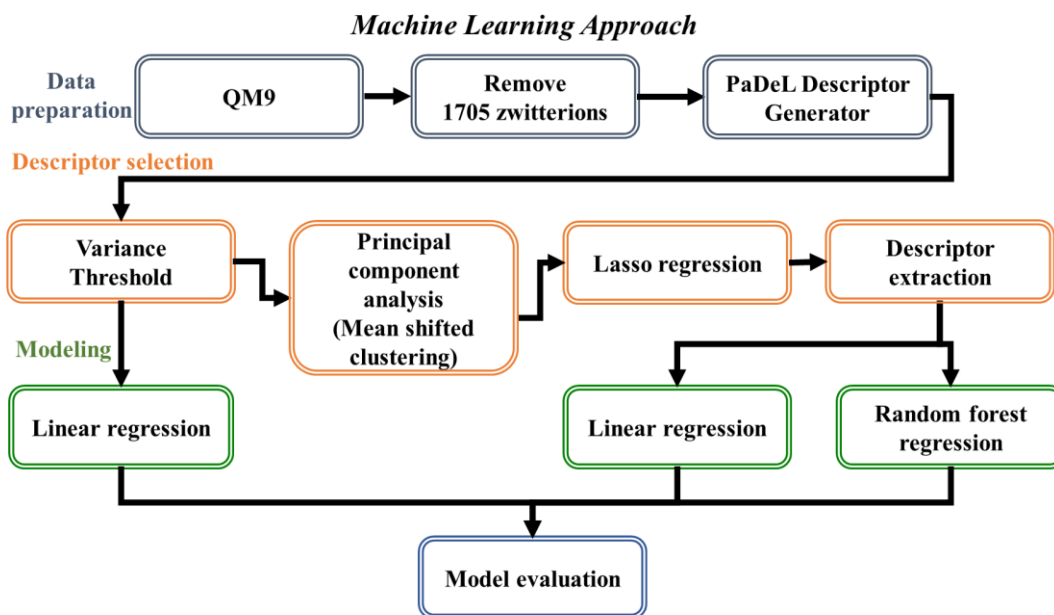 Machine Learning Approach
Data
preparation
QM9
Remove
1705 zwitterions
PaDeL Descriptor
Generator
Descriptor selection
Variance
Threshold
Principal
component
analysis
(Mean shifted
clustering)
Lasso regression
Descriptor
extraction
Modeling
Linear regression
Linear regression
Random forest
regression
Model evaluation